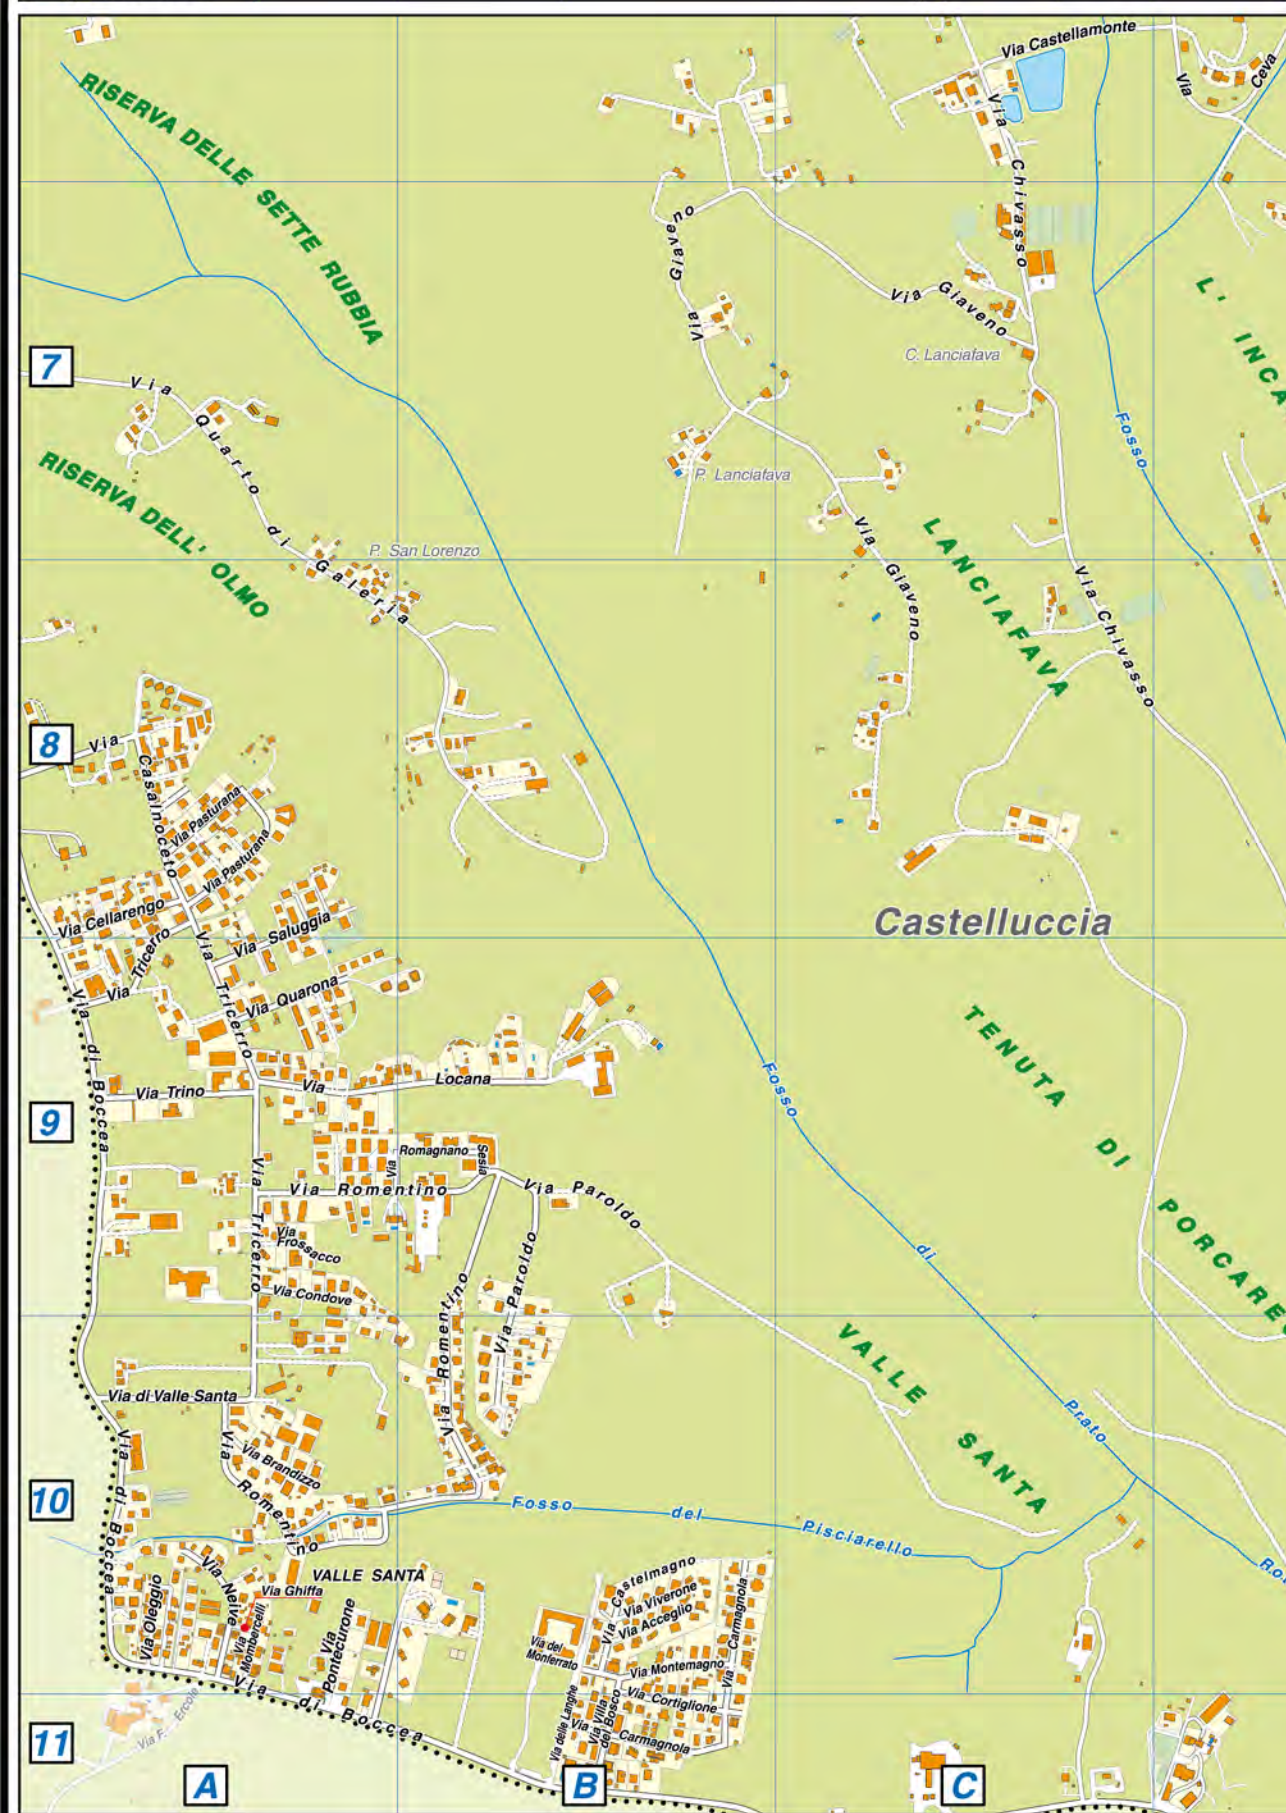 Via Castellamonte
Via
Ceva
RISERVA DELLE SETTE RUBBIA
Via Chivasso
Via Giaveno
Via Giaveno
L' INCA
C. Lanciafava
7
Via Quarto di Galeria
Fosso
RISERVA DELL' OLMO
P. Lanciafava
P. San Lorenzo
Via Giaveno
LANCIAFAVA
Via Chivasso
8
Via Casalnoceto
Via Pasturana
Via Pasturana
Via Cellarengo
Via Saluggia
Castelluccia
Via Tricerro
Via Tricerro
Via Quarona
Via di Boccea
TENUTA DI PORCAREC
Fosso di Prato Ro
Via Locana
Via Trino
9
Via Romagnano Sesia
Via Romentino
Via Paroldo
Via Tricerro
Via Frossacco
Via Condove
Via Romentino
Via Paroldo
VALLE SANTA
Via di Valle Santa
Via di Boccea
Via Brandizzo
Via Romentino
10
Fosso del Pisciarello
Via Neive
VALLE SANTA
Via Ghiffa
Via Oleggio
Via Mombercelli
Via Pontecurone
Via Castelmagno
Via Viverone
Via Acceglio
Via Carmagnola
Via del Monferrato
Via Montemagno
Via Cortiglione
Via di Boccea
Via delle Langhe
Via Villa del Bosco
Via Carmagnola
Via F. Ercole
11
A
B
C